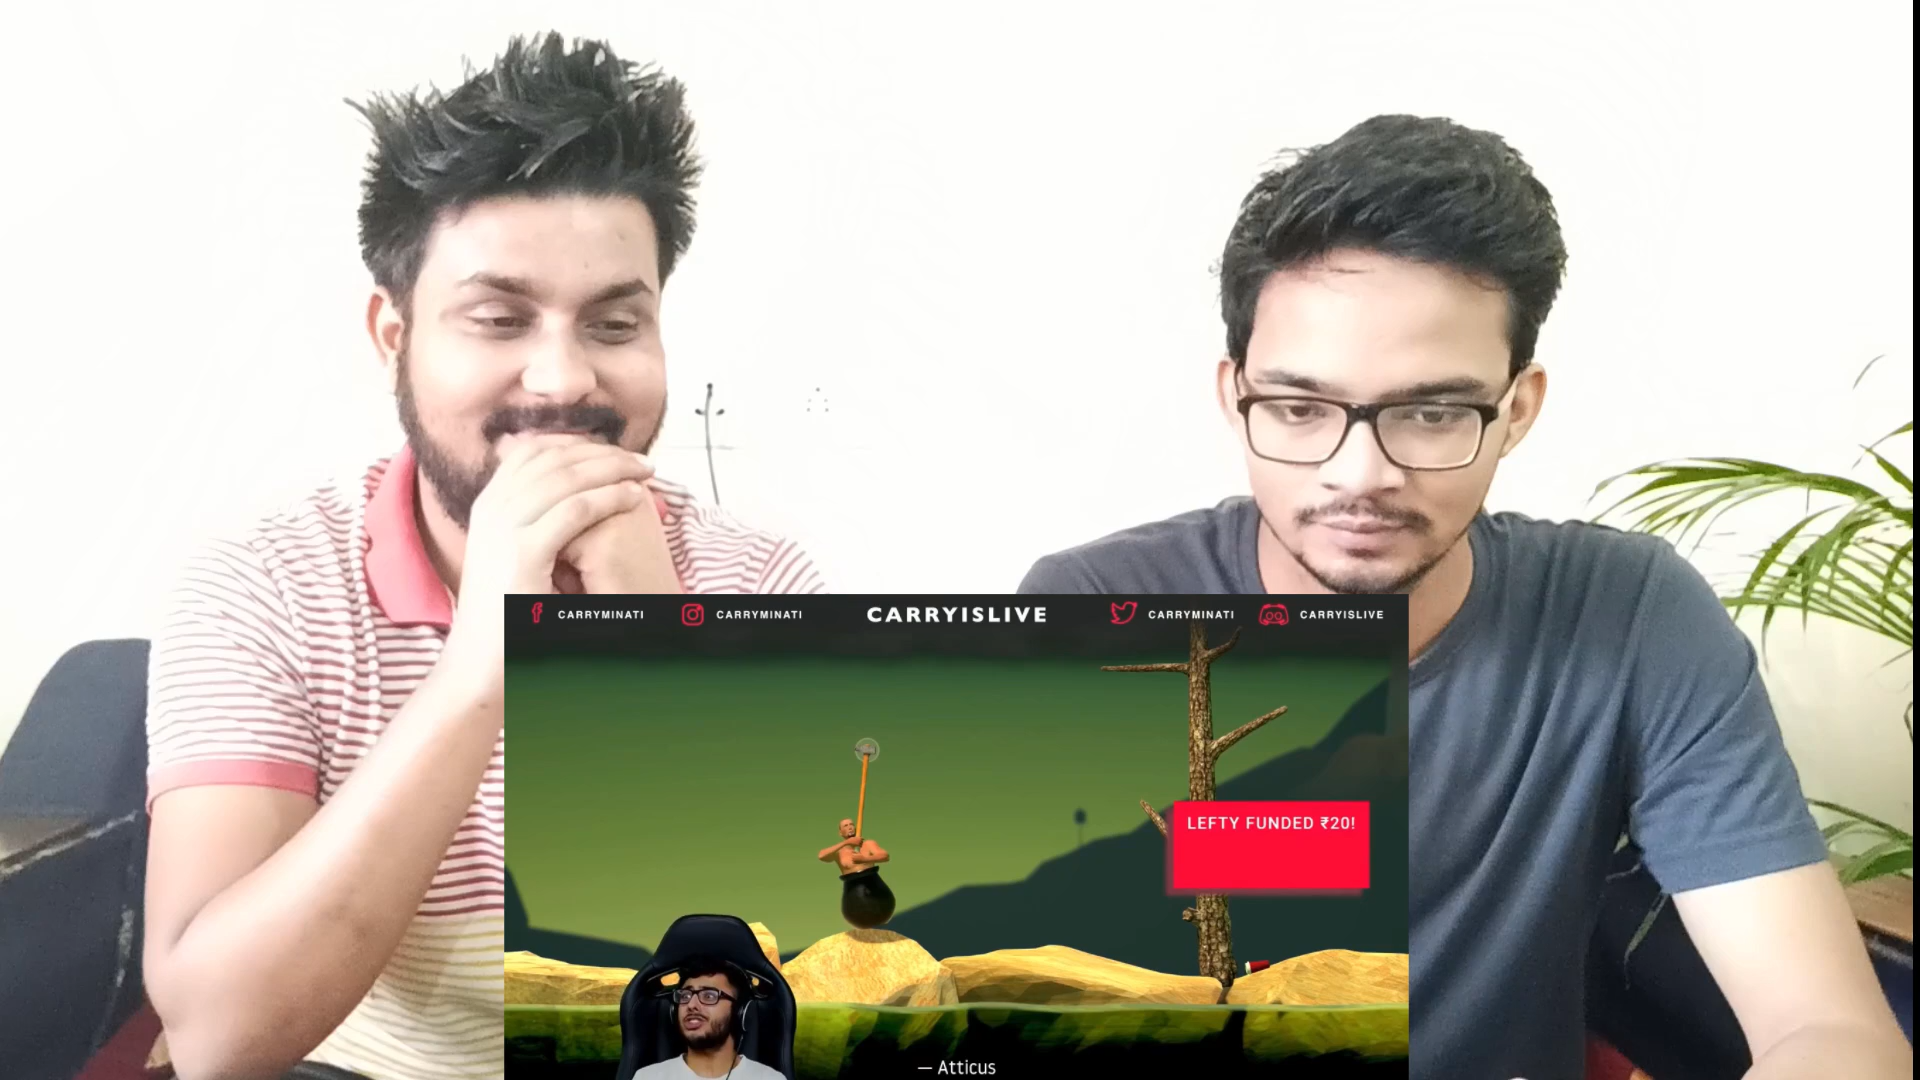 CARRYMINATI CARRYMINATI CARRYISLIVE CARRYMINATI CARRYISLIVE
LEFTY FUNDED ₹20!
— Atticus